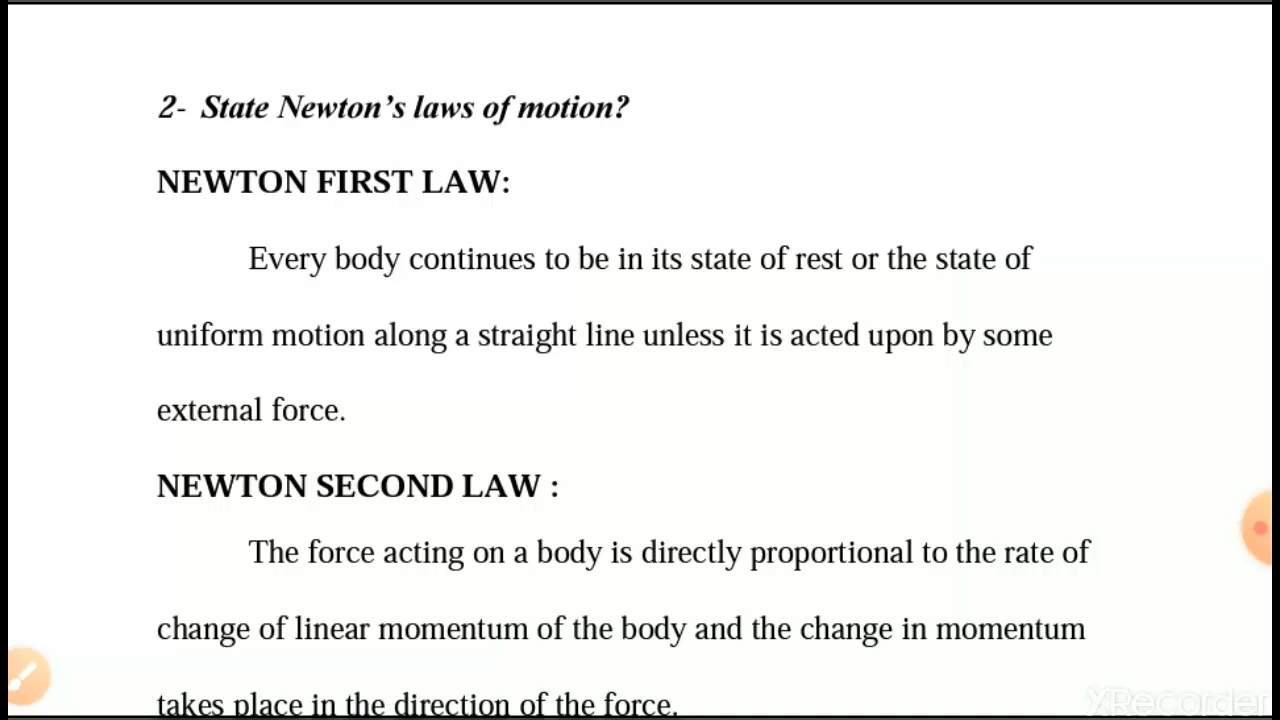 2- State Newton's laws of motion?
NEWTON FIRST LAW:
Every body continues to be in its state of rest or the state of
uniform motion along a straight line unless it is acted upon by some
external force.
NEWTON SECOND LAW :
The force acting on a body is directly proportional to the rate of
change of linear momentum of the body and the change in momentum
takes place in the direction of the force.
XRecorder